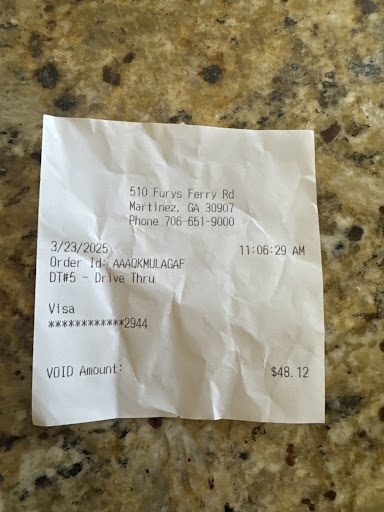 510 Furys Ferry Rd
Martinez, GA 30907
Phone 706-651-9000
3/23/2025 11:06:29 AM
Order Id: AAAQKMULAGAF
DT#5 - Drive Thru
Visa
************2944
VOID Amount: $48.12